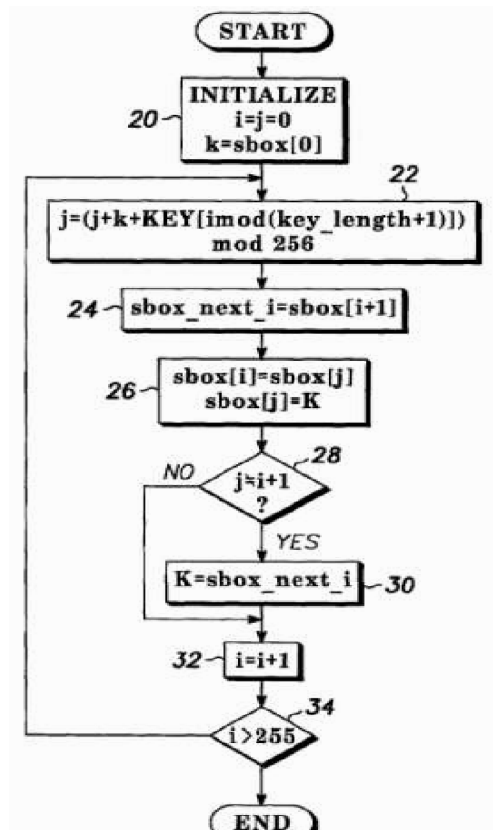 START
INITIALIZE
i=j=0
k=sbox[0]
20
22
j=(j+k+KEY[imod(key_length+1)])
mod 256
24
sbox_next_i=sbox[i+1]
26
sbox[i]=sbox[j]
sbox[j]=K
28
NO
j≒i+1
?
YES
K=sbox_next_i
30
32
i=i+1
34
i>255
END